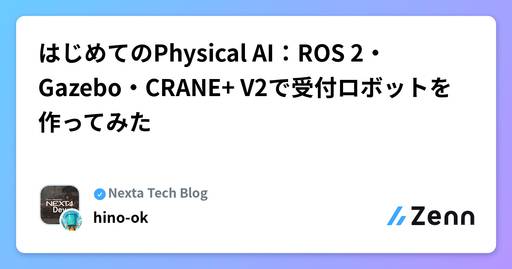 はじめてのPhysical AI：ROS 2・
Gazebo・CRANE+ V2で受付ロボットを
作ってみた
NEXTA
Dev
Nexta Tech Blog
hino-ok
Zenn